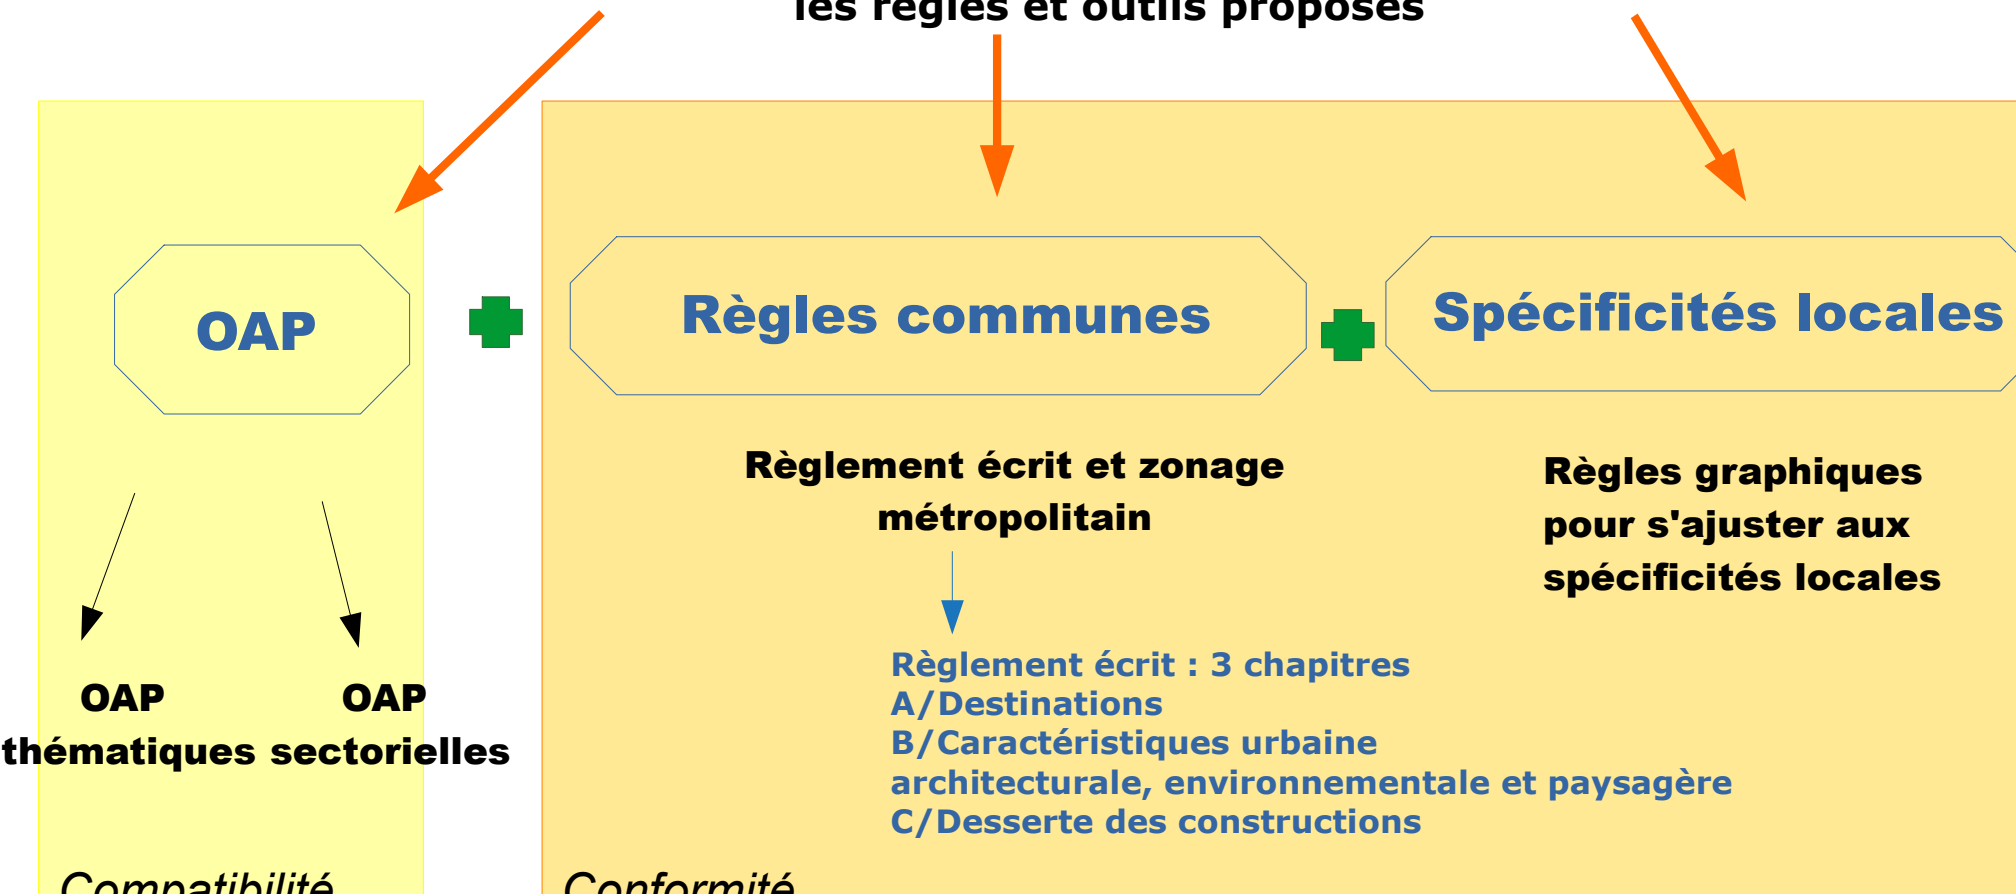 les règles et outils proposés
OAP
Règles communes
Spécificités locales
Règlement écrit et zonage
métropolitain
Règles graphiques
pour s'ajuster aux
spécificités locales
Règlement écrit : 3 chapitres
A/Destinations
B/Caractéristiques urbaine
architecturale, environnementale et paysagère
C/Desserte des constructions
OAP OAP
thématiques sectorielles
Compatibilité
Conformité